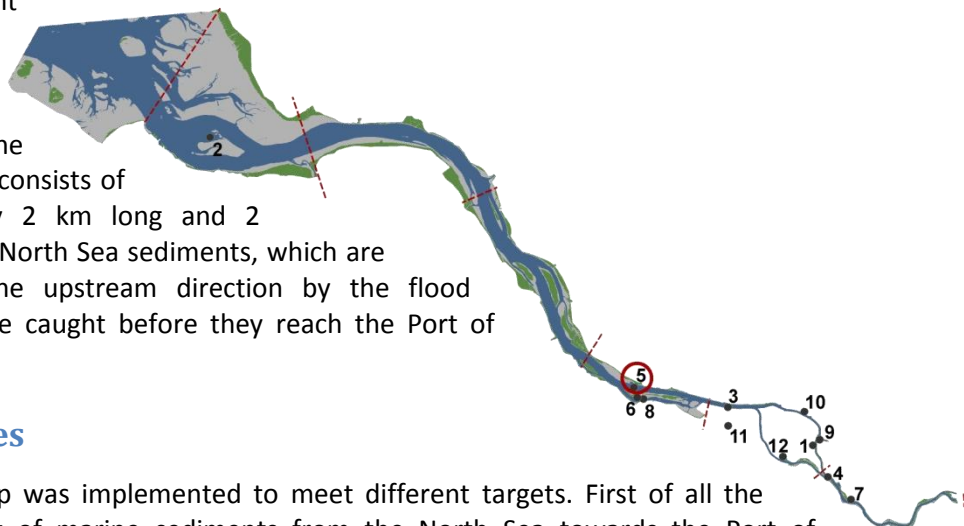 2
consists of
2 km long and 2
North Sea sediments, which are
upstream direction by the flood
caught before they reach the Port of
5
3
10
6 8
11
9
1
12
4
7
es
p was implemented to meet different targets. First of all the
of marine sediments from the North Sea towards the Port of